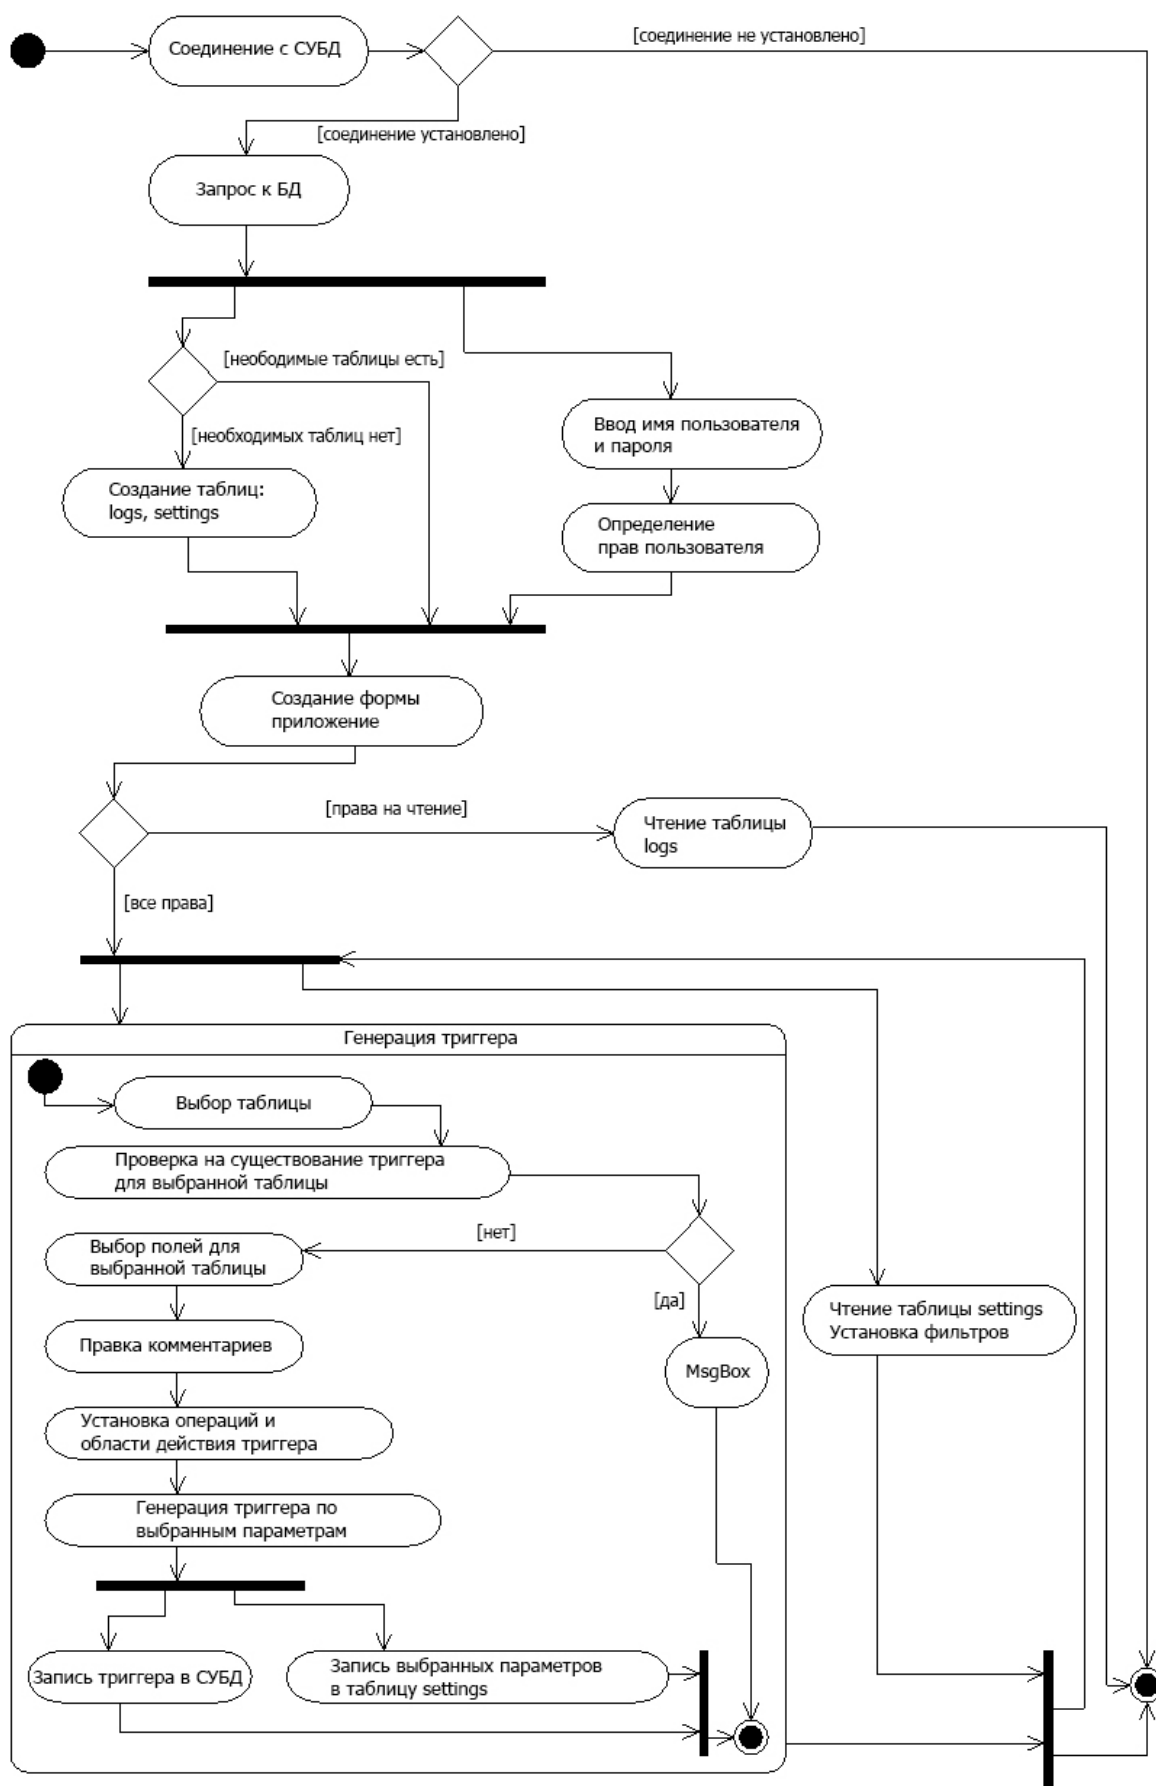 [соединение не установлено]
Соединение с СУБД
[соединение установлено]
Запрос к БД
[неободимые таблицы есть]
[необходимых таблиц нет]
Ввод имя пользователя
и пароля
Создание таблиц:
logs, settings
Определение
прав пользователя
Создание формы
приложение
[права на чтение]
Чтение таблицы
logs
[все права]
Генерация триггера
Выбор таблицы
Проверка на существование триггера
для выбранной таблицы
[нет]
Выбор полей для
выбранной таблицы
[да]
Чтение таблицы settings
Установка фильтров
Правка комментариев
MsgBox
Установка операций и
области действия триггера
Генерация триггера по
выбранным параметрам
Запись триггера в СУБД
Запись выбранных параметров
в таблицу settings